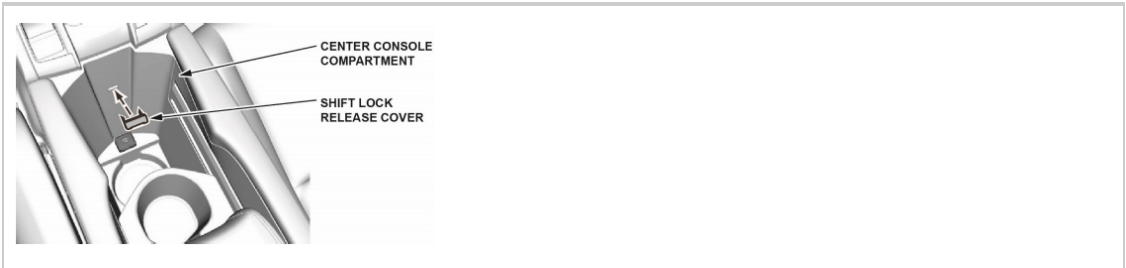 CENTER CONSOLE
COMPARTMENT
SHIFT LOCK
RELEASE COVER